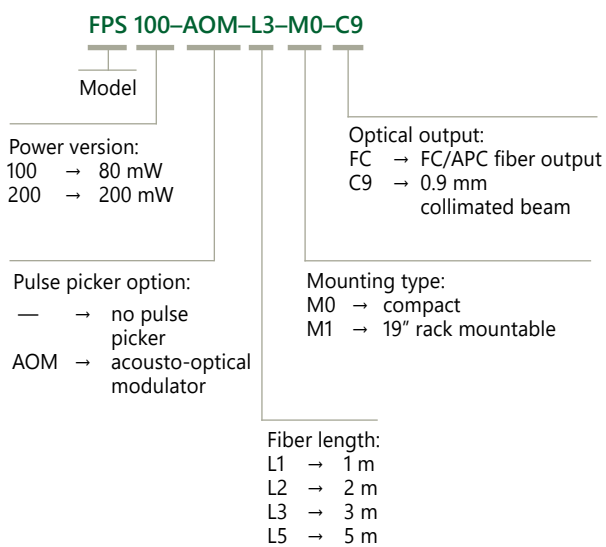 FPS 100–AOM–L3–M0–C9
Model
Power version:
100 → 80 mW
200 → 200 mW
Optical output:
FC → FC/APC fiber output
C9 → 0.9 mm
collimated beam
Pulse picker option:
— → no pulse
picker
AOM → acousto-optical
modulator
Mounting type:
M0 → compact
M1 → 19” rack mountable
Fiber length:
L1 → 1 m
L2 → 2 m
L3 → 3 m
L5 → 5 m